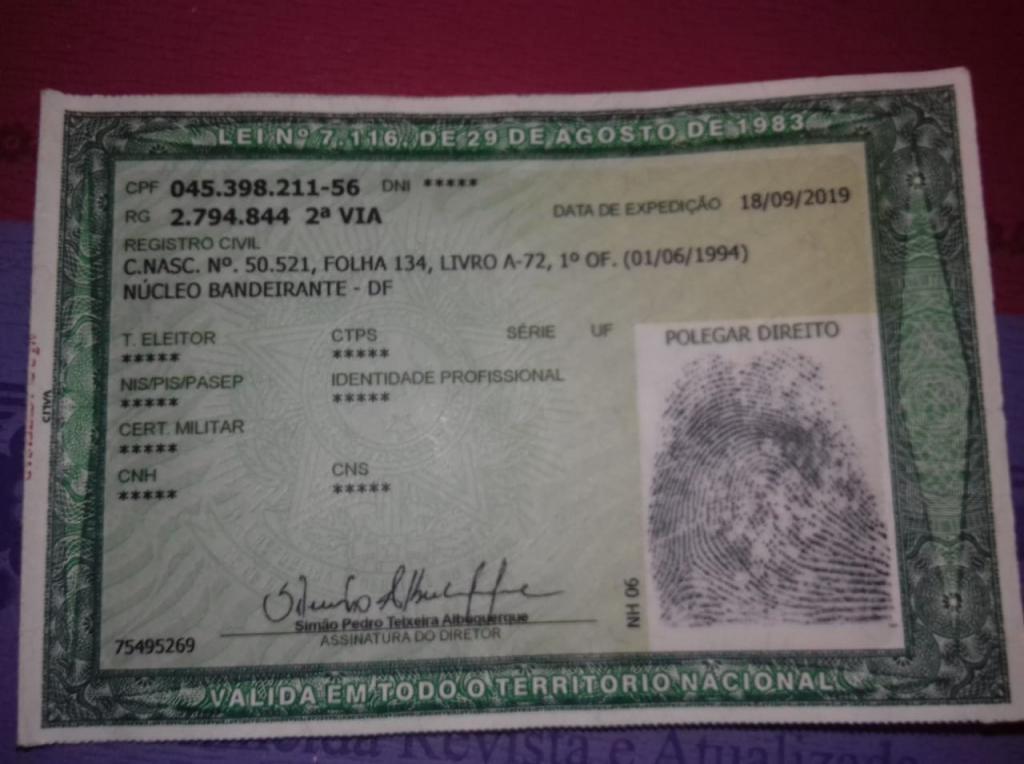 LEI Nº 7.116, DE 29 DE AGOSTO DE 1983
CPF 045.398.211-56 DNI *****
RG 2.794.844 2ª VIA DATA DE EXPEDIÇÃO 18/09/2019
REGISTRO CIVIL
C.NASC. Nº. 50.521, FOLHA 134, LIVRO A-72, 1º OF. (01/06/1994)
NÚCLEO BANDEIRANTE - DF
T. ELEITOR CTPS SÉRIE UF
***** *****
NIS/PIS/PASEP IDENTIDADE PROFISSIONAL
***** *****
CERT. MILITAR
*****
CNH CNS
***** *****
POLEGAR DIREITO
NH 06
Simão Pedro Teixeira Albuquerque
ASSINATURA DO DIRETOR
75495269
VÁLIDA EM TODO O TERRITÓRIO NACIONAL
Revista e Atualizada